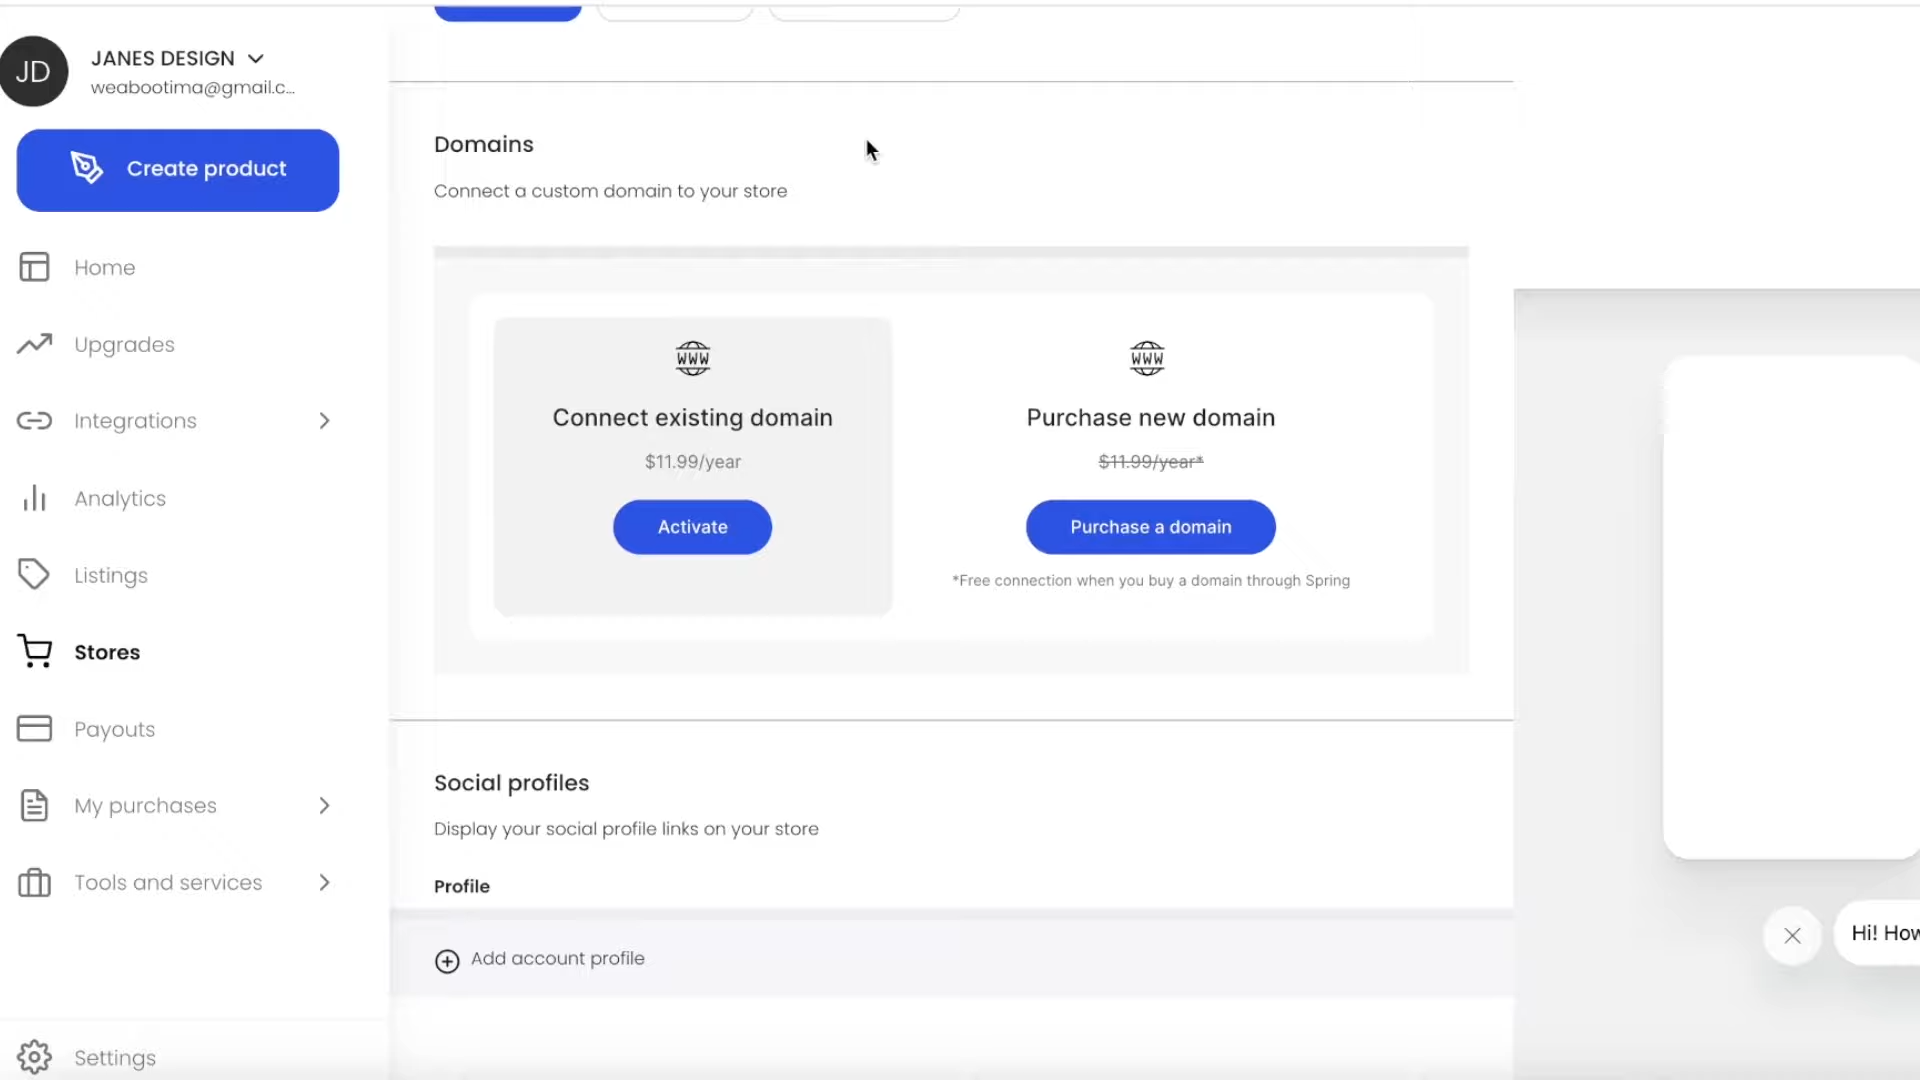 JD
JANES DESIGN
weabootima@gmail.c...
Create product
Home
Upgrades
Integrations
Analytics
Listings
Stores
Payouts
My purchases
Tools and services
Settings
Domains
Connect a custom domain to your store
WWW
Connect existing domain
$11.99/year
Activate
WWW
Purchase new domain
$11.99/year*
Purchase a domain
*Free connection when you buy a domain through Spring
Social profiles
Display your social profile links on your store
Profile
Add account profile
Hi! How